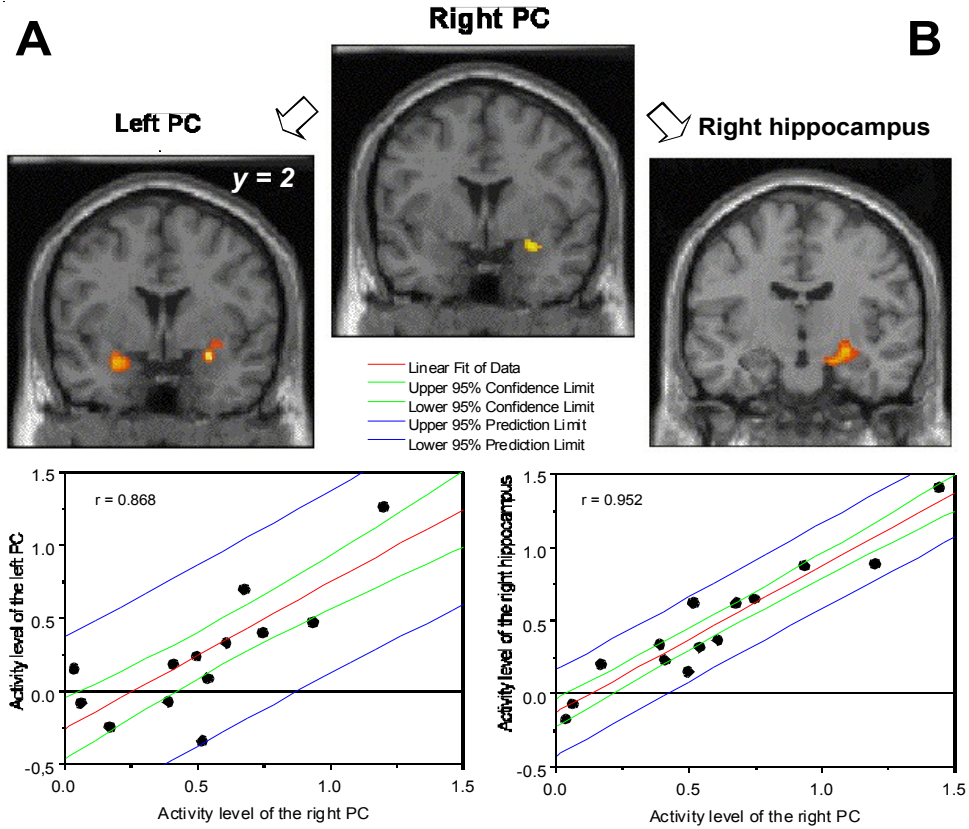 A
Right PC
B
Left PC
Right hippocampus
y = 2
Linear Fit of Data
Upper 95% Confidence Limit
Lower 95% Confidence Limit
Upper 95% Prediction Limit
Lower 95% Prediction Limit
Activity level of the left PC
1.5
1.0
0.5
0.0
-0,5
r = 0.868
0.0
0.5
1.0
1.5
Activity level of the right PC
Activity level of the right hippocampus
1.5
1.0
0.5
0.0
-0.5
r = 0.952
0.0
0.5
1.0
1.5
Activity level of the right PC